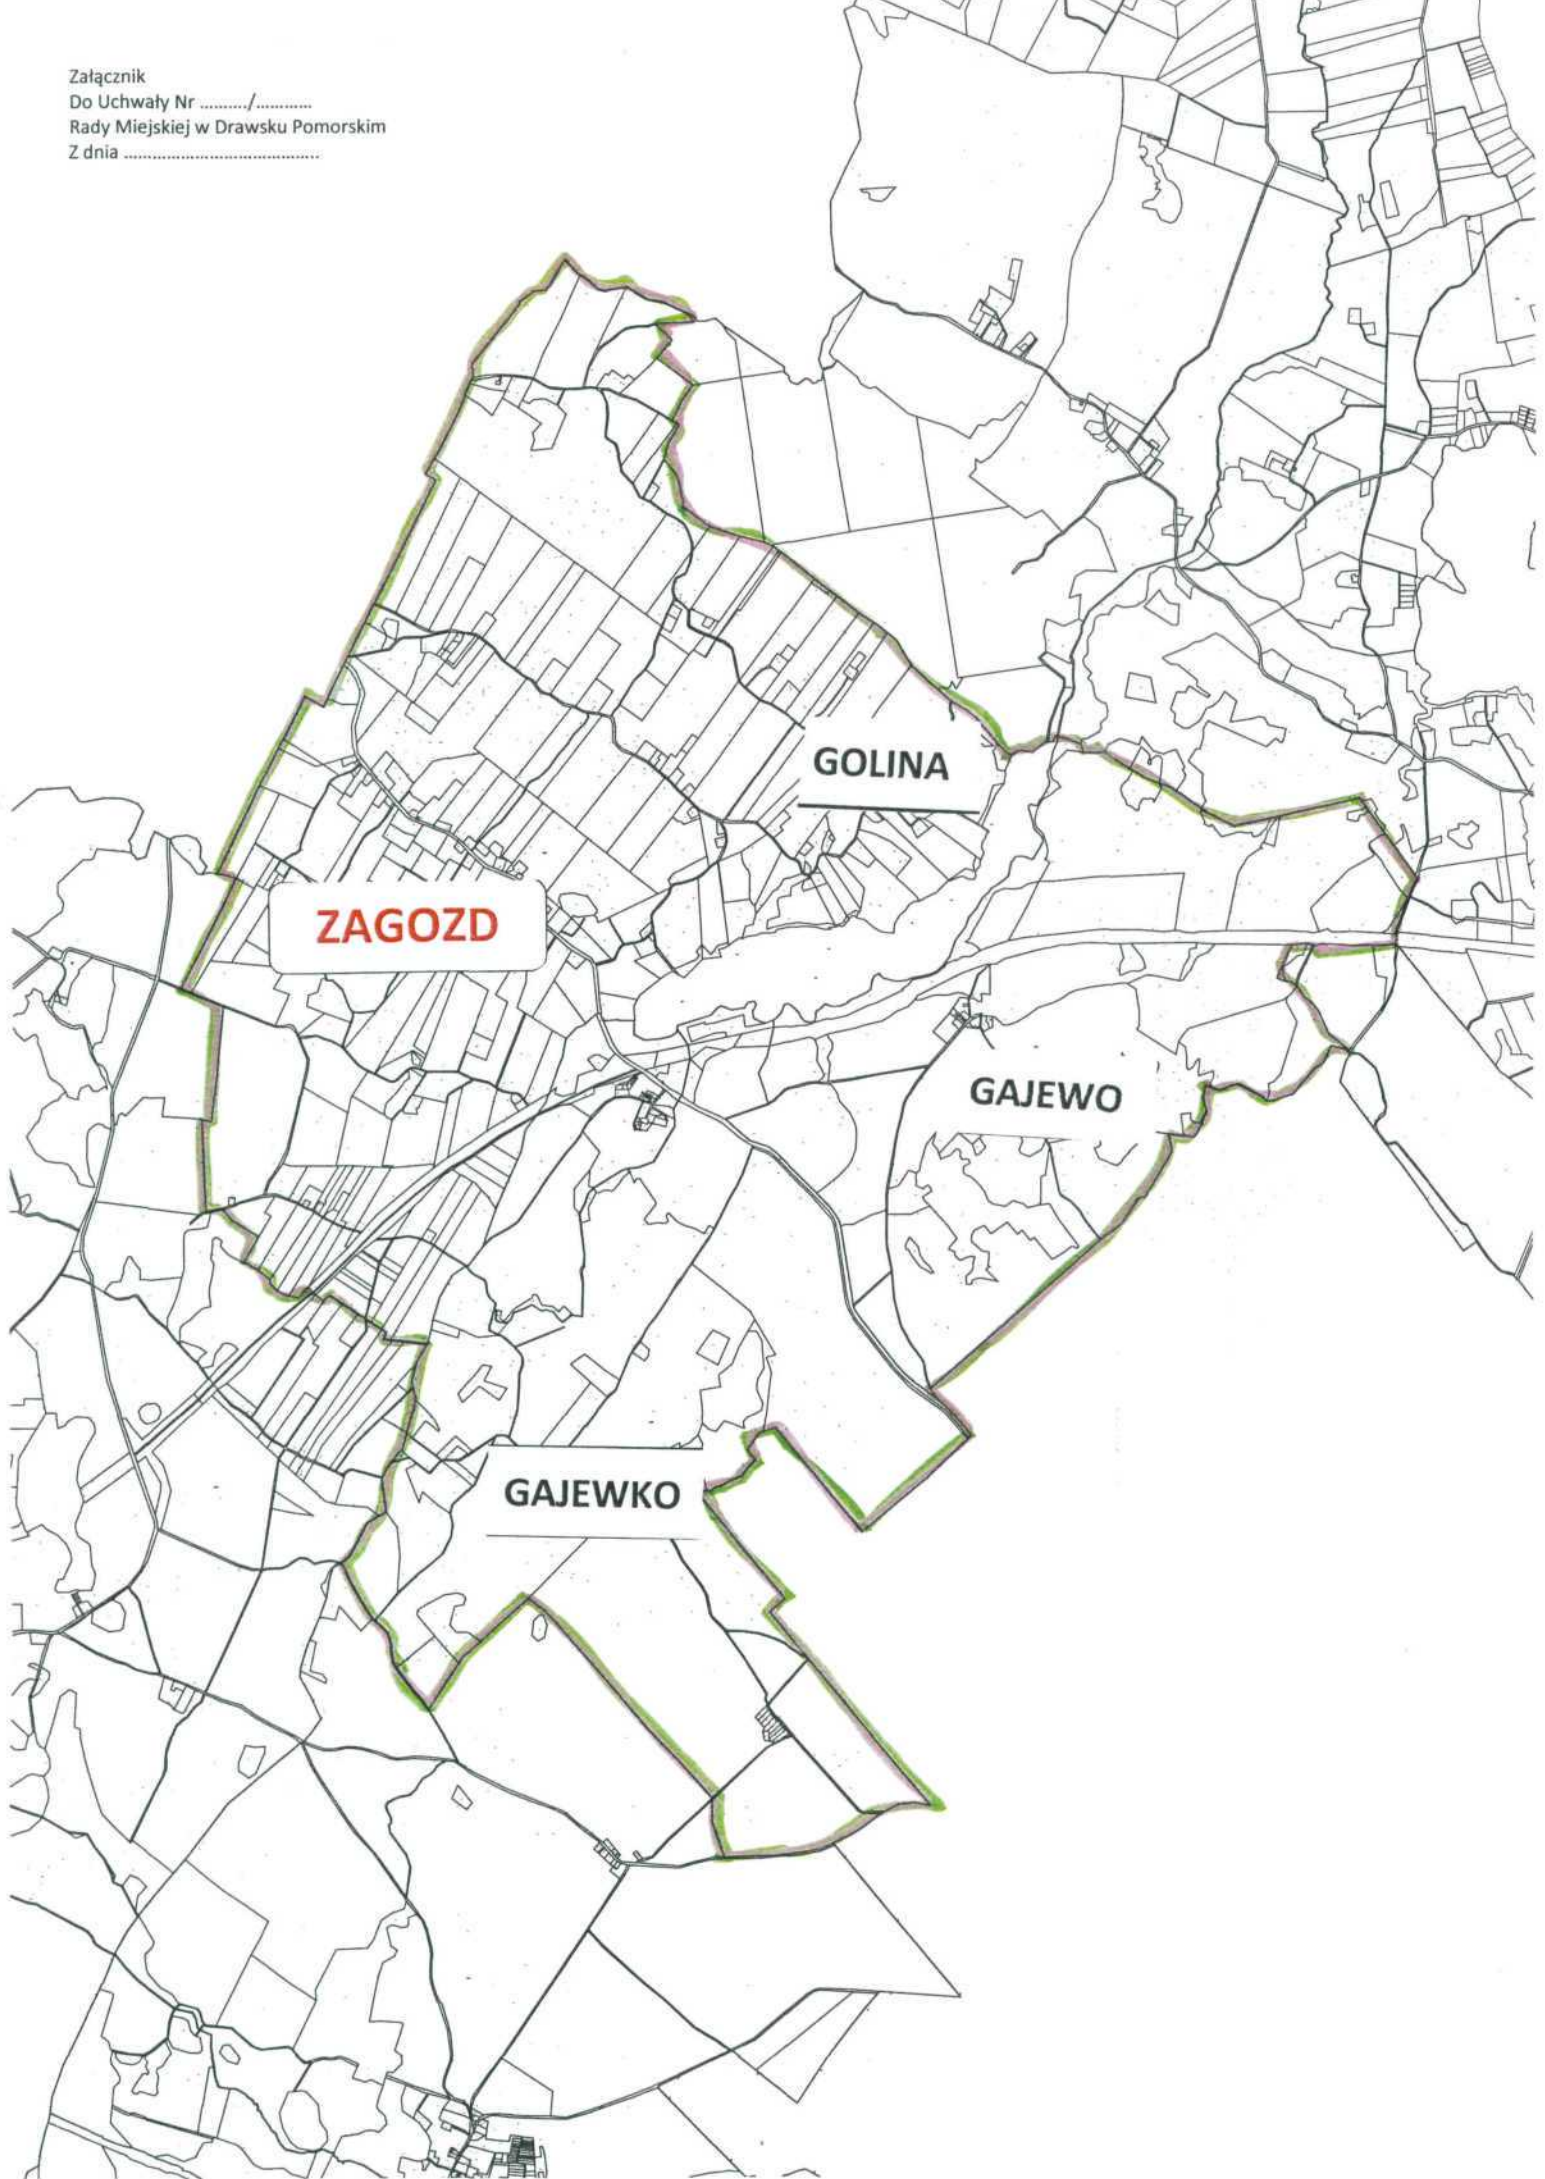 Załącznik
Do Uchwały Nr ........../............
Rady Miejskiej w Drawsku Pomorskim
Z dnia .........................................
GOLINA
ZAGOZD
GAJEWO
GAJEWKO